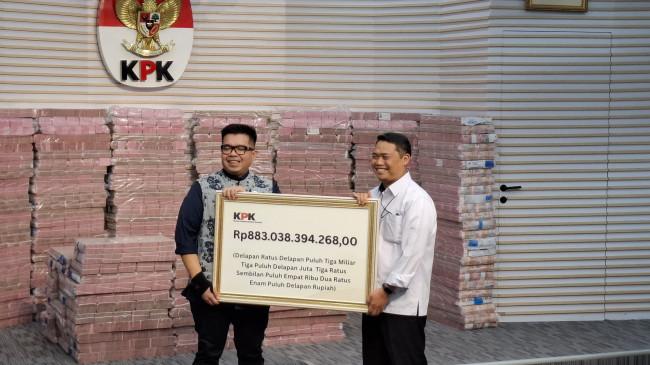 KPK
KPK
Rp883.038.394.268,00
(Delapan Ratus Delapan Puluh Tiga Miliar
Tiga Puluh Delapan Juta Tiga Ratus
Sembilan Puluh Empat Ribu Dua Ratus
Enam Puluh Delapan Rupiah)